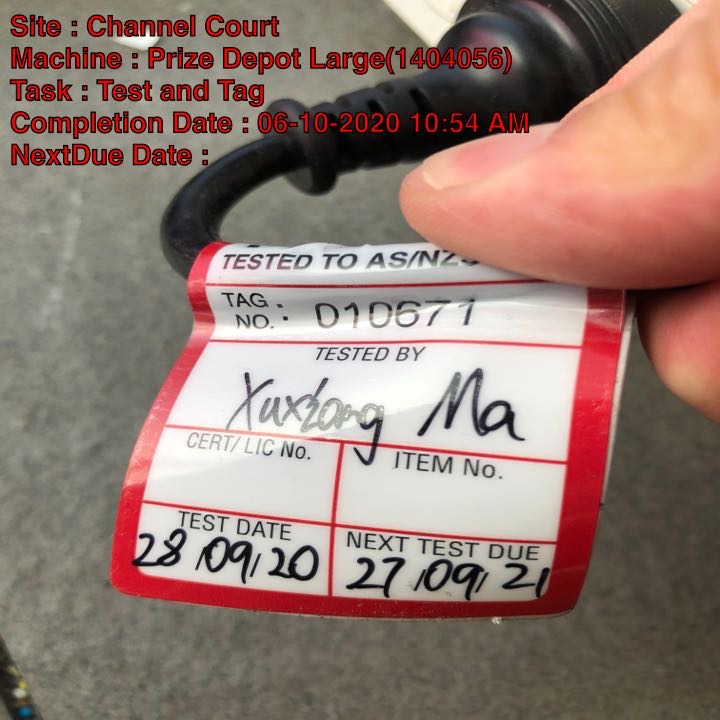 Site : Channel Court
Machine : Prize Depot Large(1404056)
Task : Test and Tag
Completion Date : 06-10-2020 10:54 AM
NextDue Date :
TESTED TO AS/NZS
TAG NO. : D10671
TESTED BY
Xuxiang Ma
CERT/ LIC No.
ITEM No.
TEST DATE
28/09/20
NEXT TEST DUE
27/09/21